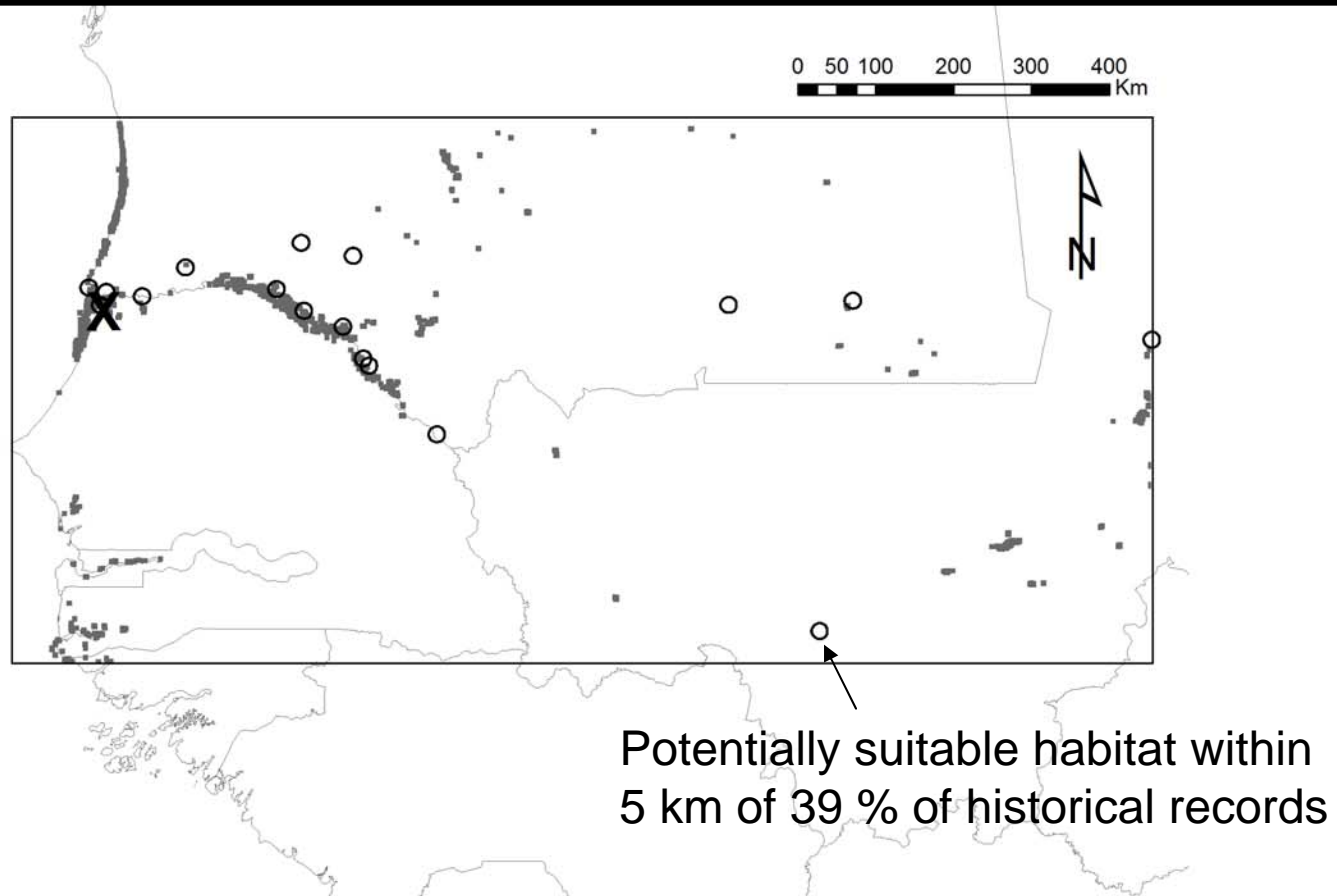 0 50 100 200 300 400
Km
N
X
Potentially suitable habitat within
5 km of 39 % of historical records